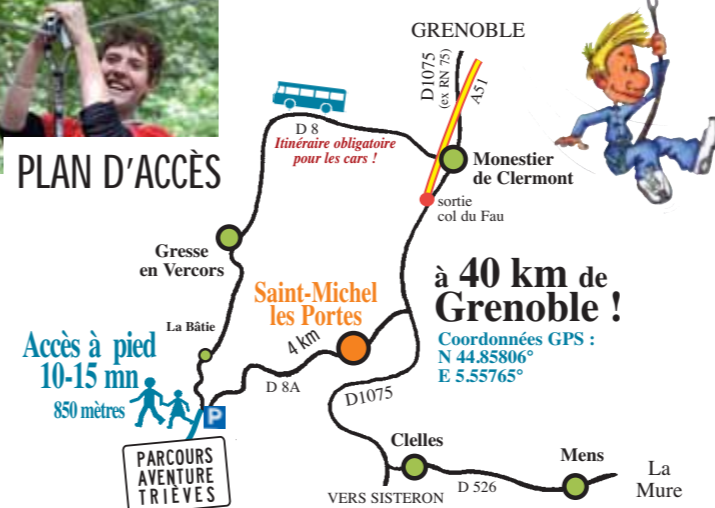 PLAN D'ACCÈS
GRENOBLE
D1075
(ex RN 75)
A51
D 8
Itinéraire obligatoire
pour les cars !
Monestier
de Clermont
sortie
col du Fau
Gresse
en Vercors
Saint-Michel
les Portes
à 40 km de
Grenoble !
Coordonnées GPS :
N 44.85806°
E 5.55765°
La Bâtie
4 km
Accès à pied
10-15 mn
850 mètres
P
D 8A
D1075
PARCOURS
AVENTURE
TRIÈVES
Clelles
Mens
La
Mure
D 526
VERS SISTERON